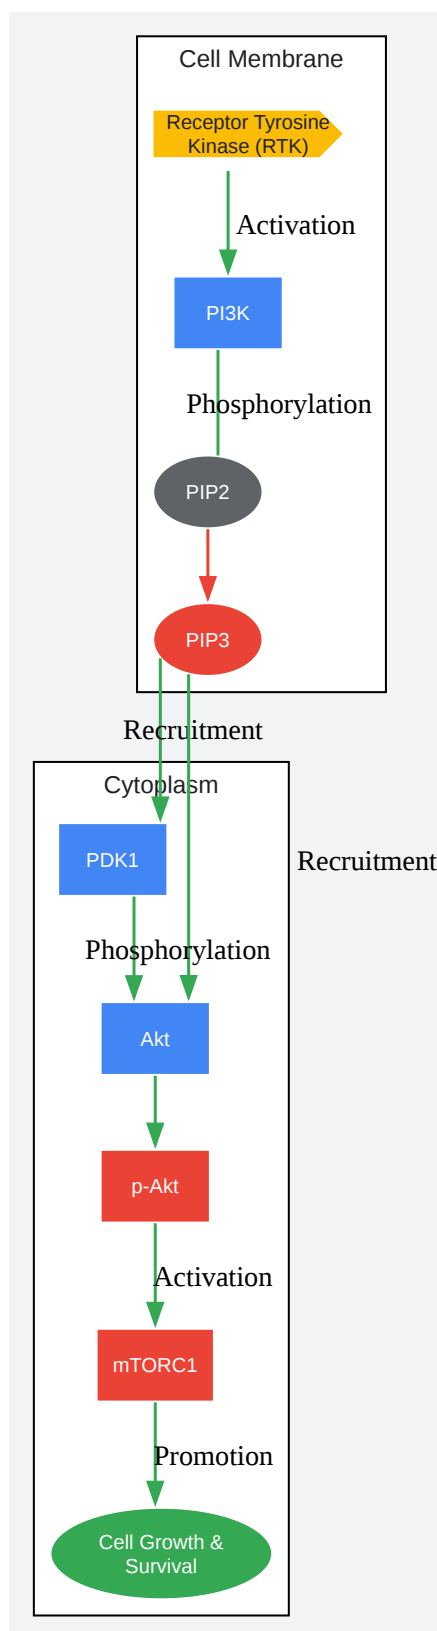 Cell Membrane
Receptor Tyrosine
Kinase (RTK)
Activation
PI3K
Phosphorylation
PIP2
PIP3
Recruitment
Cytoplasm
PDK1
Recruitment
Phosphorylation
Akt
p-Akt
Activation
mTORC1
Promotion
Cell Growth &
Survival